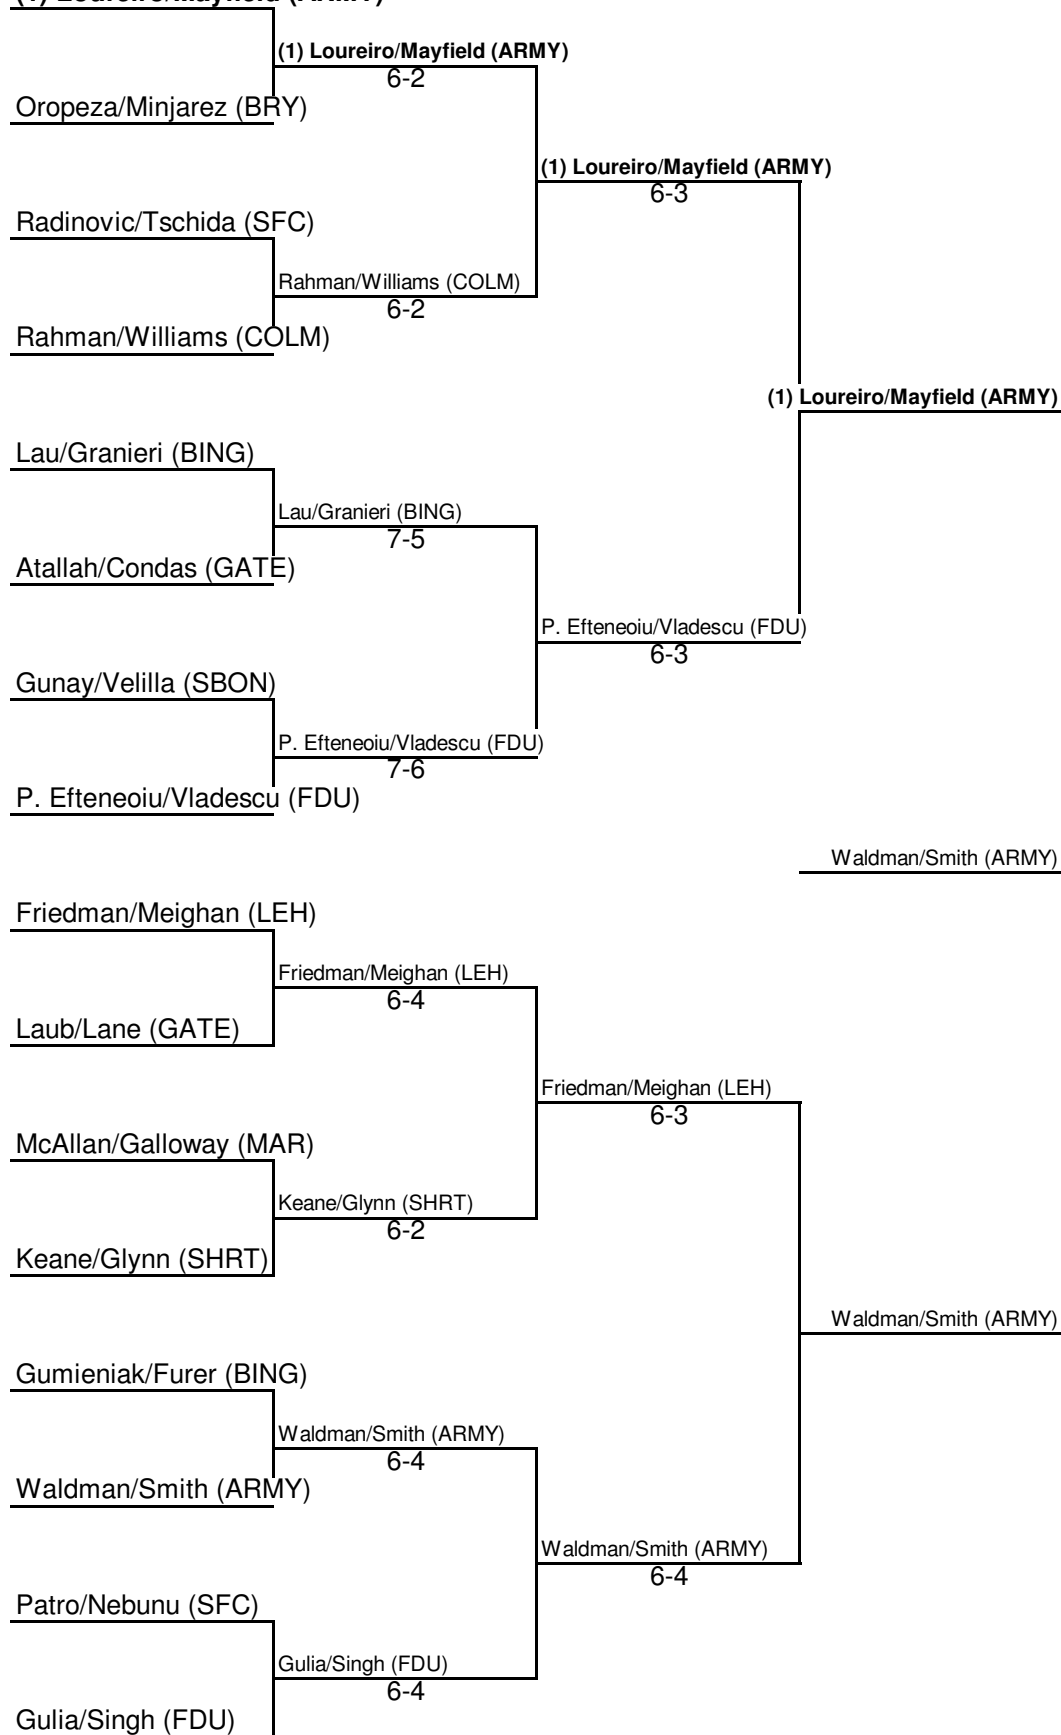 (1) Loureiro/Mayfield (ARMY)
(1) Loureiro/Mayfield (ARMY)
6-2
Oropeza/Minjarez (BRY)
(1) Loureiro/Mayfield (ARMY)
6-3
Radinovic/Tschida (SFC)
Rahman/Williams (COLM)
6-2
Rahman/Williams (COLM)
(1) Loureiro/Mayfield (ARMY)
Lau/Granieri (BING)
Lau/Granieri (BING)
7-5
Atallah/Condas (GATE)
P. Efteneoiu/Vladescu (FDU)
6-3
Gunay/Velilla (SBON)
P. Efteneoiu/Vladescu (FDU)
7-6
P. Efteneoiu/Vladescu (FDU)
Waldman/Smith (ARMY)
Friedman/Meighan (LEH)
Friedman/Meighan (LEH)
6-4
Laub/Lane (GATE)
Friedman/Meighan (LEH)
6-3
McAllan/Galloway (MAR)
Keane/Glynn (SHRT)
6-2
Keane/Glynn (SHRT)
Waldman/Smith (ARMY)
Gumieniak/Furer (BING)
Waldman/Smith (ARMY)
6-4
Waldman/Smith (ARMY)
Waldman/Smith (ARMY)
6-4
Patro/Nebunu (SFC)
Gulia/Singh (FDU)
6-4
Gulia/Singh (FDU)